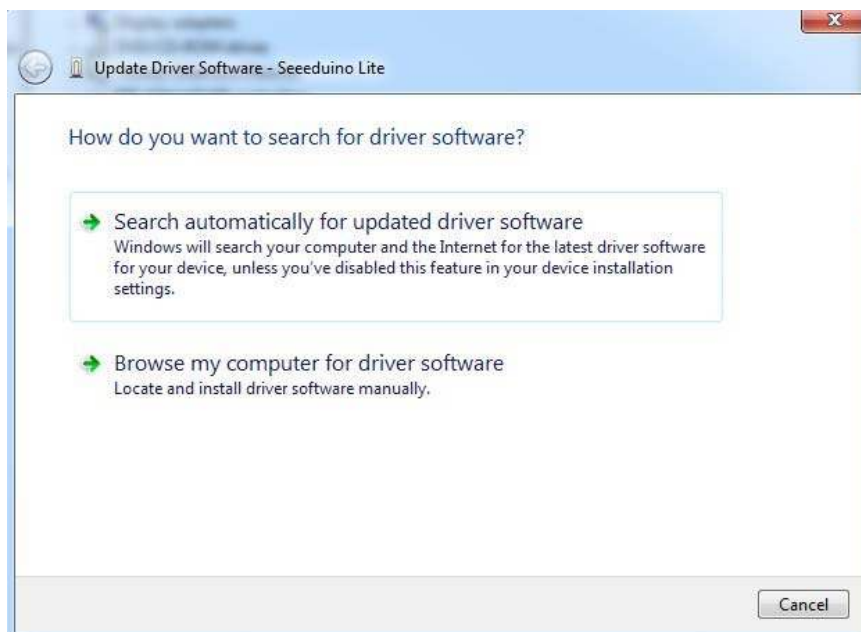 Update Driver Software - Seeeduino Lite
How do you want to search for driver software?
Search automatically for updated driver software
Windows will search your computer and the Internet for the latest driver software
for your device, unless you've disabled this feature in your device installation
settings.
Browse my computer for driver software
Locate and install driver software manually.
Cancel